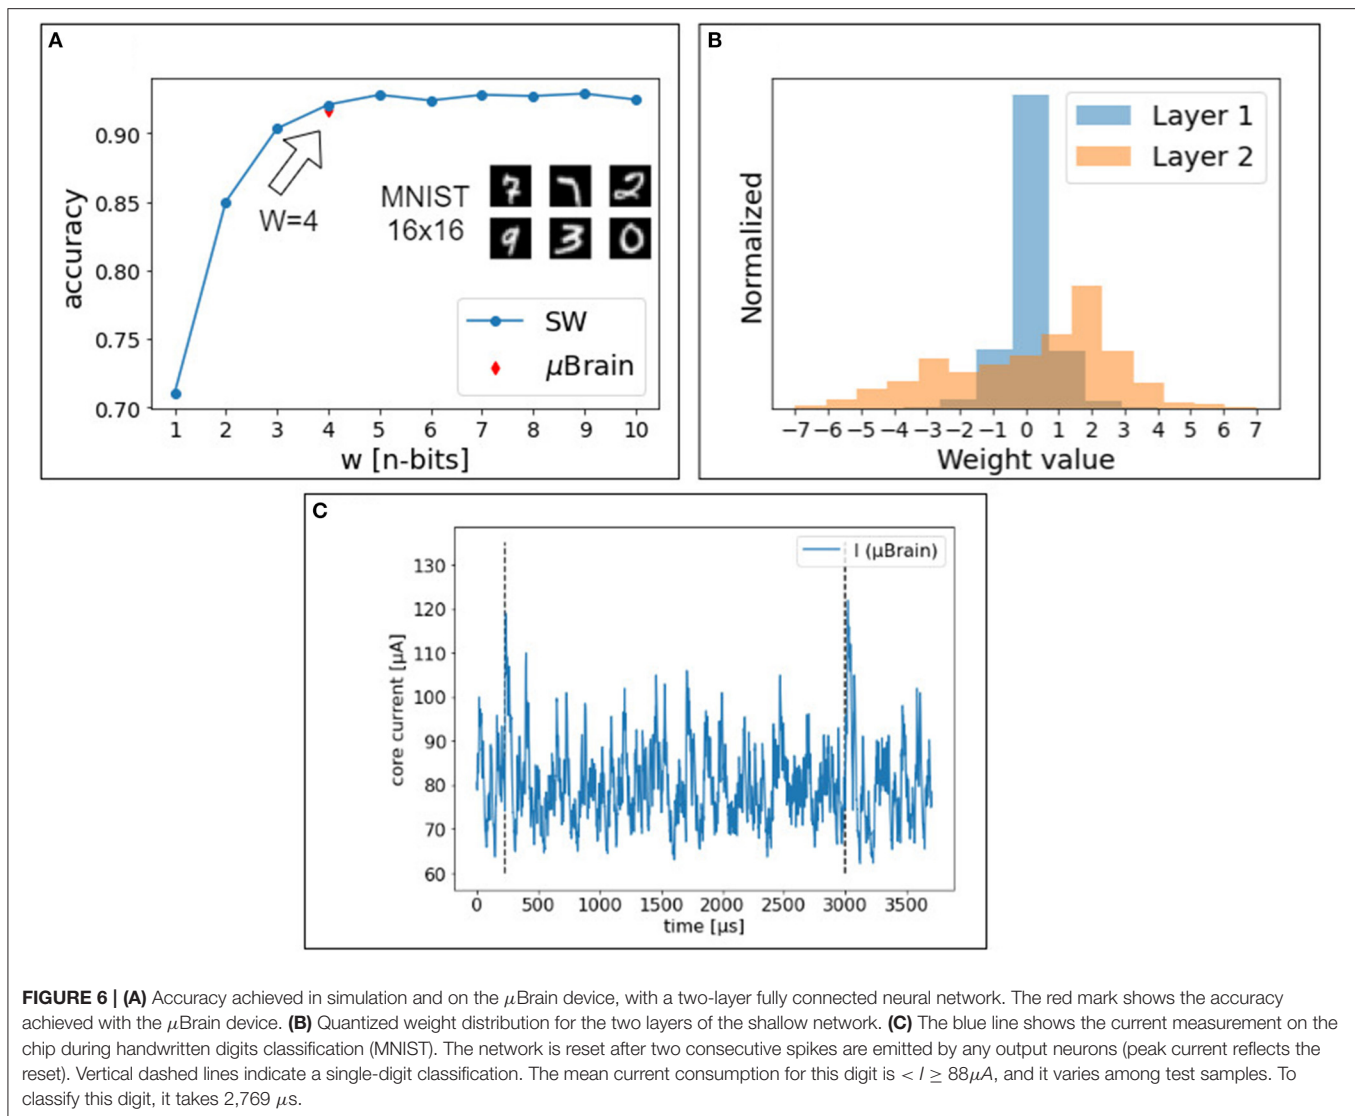 A
0.90
0.85
0.80
0.75
0.70
accuracy
1 2 3 4 5 6 7 8 9 10
w [n-bits]
W=4
MNIST
16x16
7 7 2
9 3 0
SW
μBrain
B
Normalized
Layer 1
Layer 2
−7 −6 −5 −4 −3 −2 −1 0 1 2 3 4 5 6 7
Weight value
C
I (μBrain)
130
120
110
100
90
80
70
60
core current [μA]
0 500 1000 1500 2000 2500 3000 3500
time [μs]
FIGURE 6 | (A) Accuracy achieved in simulation and on the μBrain device, with a two-layer fully connected neural network. The red mark shows the accuracy
achieved with the μBrain device. (B) Quantized weight distribution for the two layers of the shallow network. (C) The blue line shows the current measurement on the
chip during handwritten digits classification (MNIST). The network is reset after two consecutive spikes are emitted by any output neurons (peak current reflects the
reset). Vertical dashed lines indicate a single-digit classification. The mean current consumption for this digit is < I ≥ 88μA, and it varies among test samples. To
classify this digit, it takes 2,769 μs.